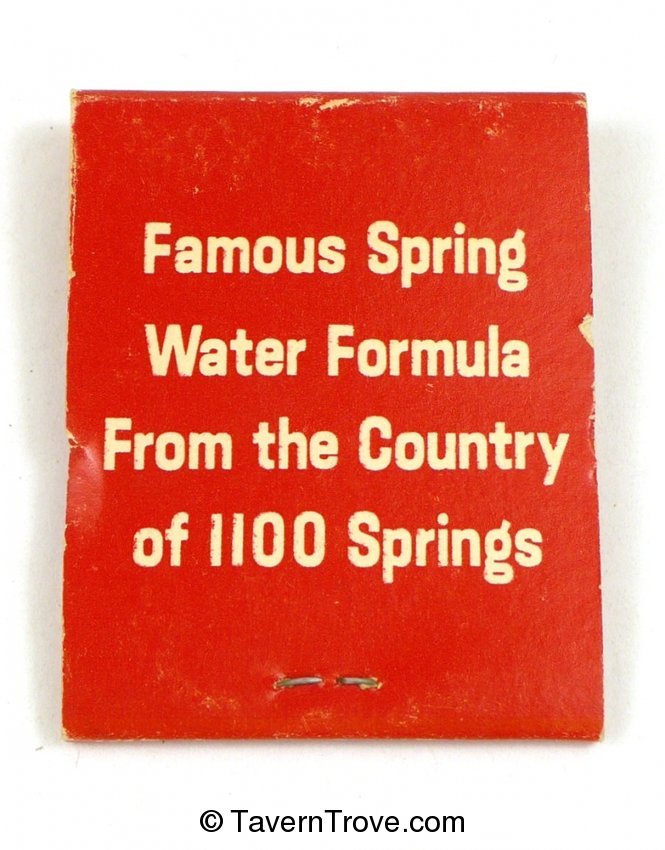 Famous Spring
Water Formula
From the Country
of 1100 Springs
© TavernTrove.com